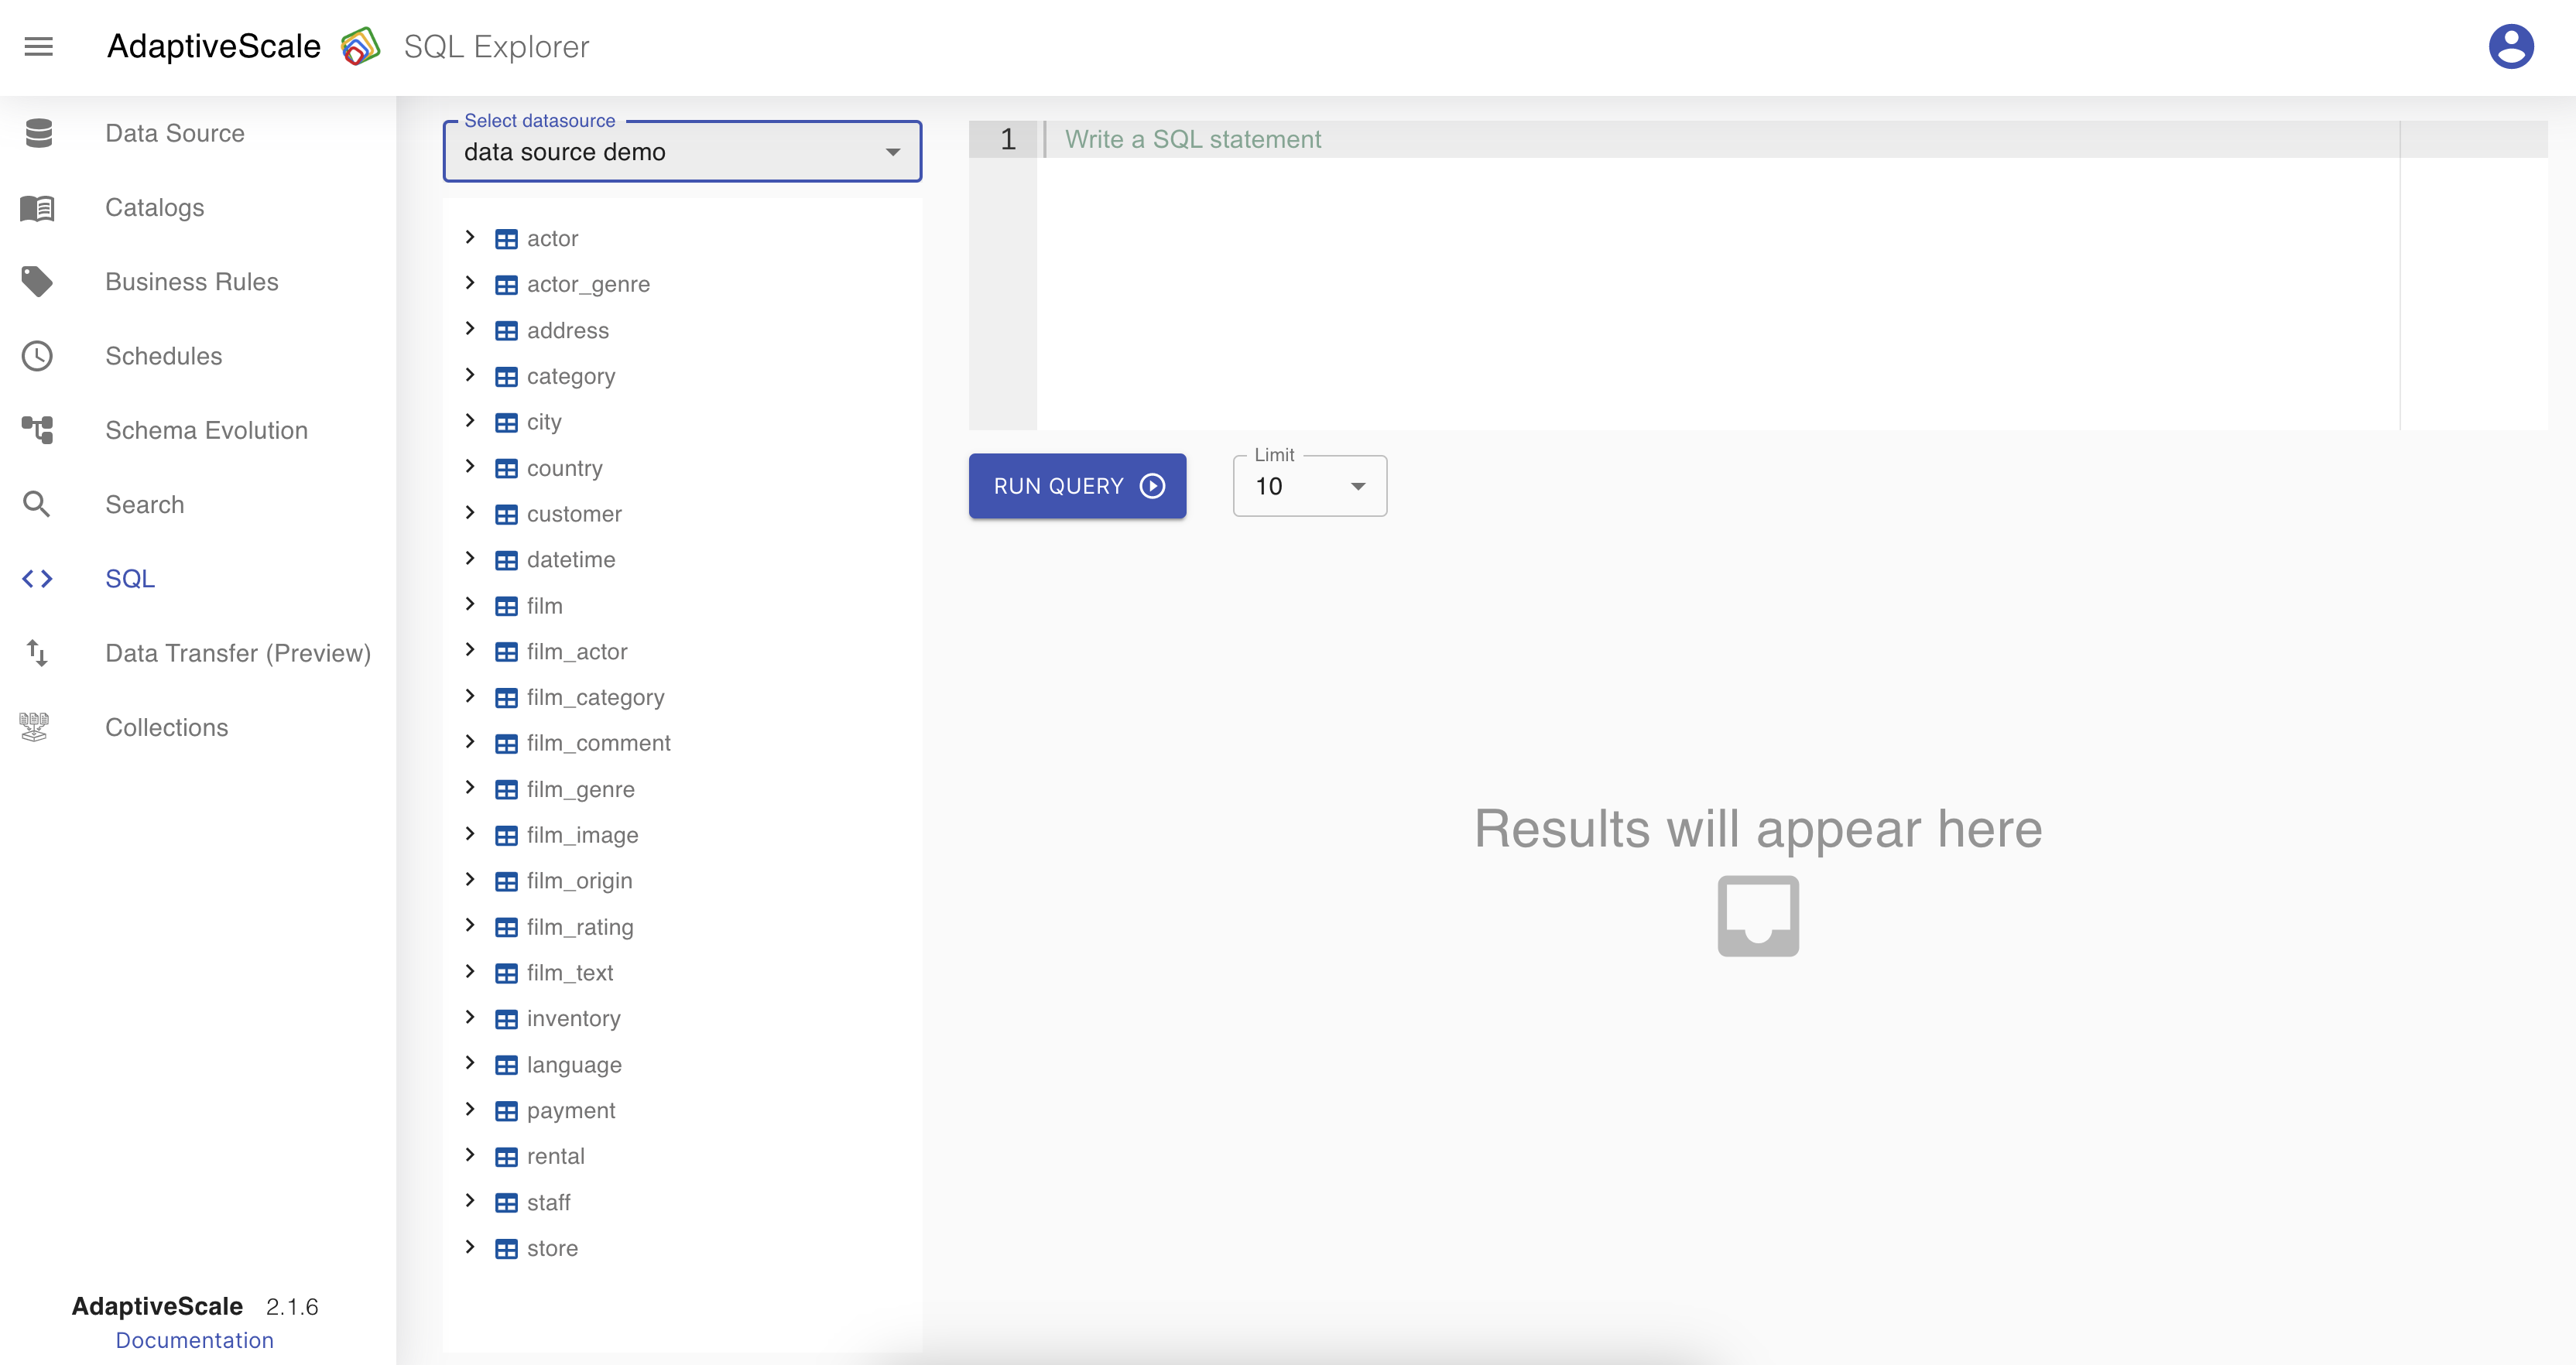 AdaptiveScale SQL Explorer
Data Source
Catalogs
Business Rules
Schedules
Schema Evolution
Search
SQL
Data Transfer (Preview)
Collections
AdaptiveScale 2.1.6
Documentation
Select datasource
data source demo
actor
actor_genre
address
category
city
country
customer
datetime
film
film_actor
film_category
film_comment
film_genre
film_image
film_origin
film_rating
film_text
inventory
language
payment
rental
staff
store
1 Write a SQL statement
RUN QUERY
Limit
10
Results will appear here